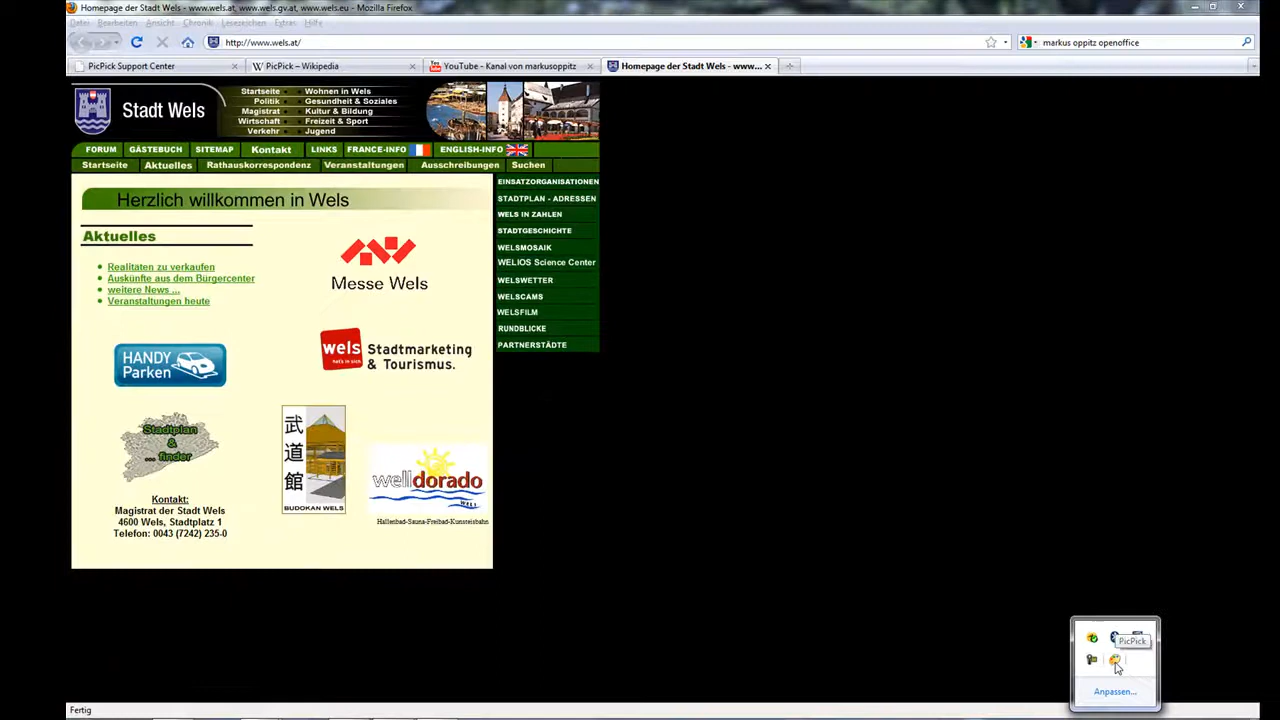 Homepage der Stadt Wels - www.wels.at, www.wels.gv.at, www.wels.eu - Mozilla Firefox
Datei Bearbeiten Ansicht Chronik Lesezeichen Extras Hilfe
http://www.wels.at/
markus oppitz openoffice
PicPick Support Center
PicPick – Wikipedia
YouTube - Kanal von markusoppitz
Homepage der Stadt Wels - www...
Stadt Wels
Startseite Wohnen in Wels
Politik Gesundheit & Soziales
Magistrat Kultur & Bildung
Wirtschaft Freizeit & Sport
Verkehr Jugend
FORUM GÄSTEBUCH SITEMAP Kontakt LINKS FRANCE-INFO ENGLISH-INFO
Startseite Aktuelles Rathauskorrespondenz Veranstaltungen Ausschreibungen Suchen
Herzlich willkommen in Wels
Aktuelles
Realitäten zu verkaufen
Auskünfte aus dem Bürgercenter
weitere News ...
Veranstaltungen heute
Messe Wels
HANDY
Parken
wels
Stadtmarketing
& Tourismus.
Stadtplan
&
... finder
武
道
館
BUDOKAN WELS
welldorado
Hallenbad-Sauna-Freibad-Kunsteisbahn
Kontakt:
Magistrat der Stadt Wels
4600 Wels, Stadtplatz 1
Telefon: 0043 (7242) 235-0
EINSATZORGANISATIONEN
STADTPLAN - ADRESSEN
WELS IN ZAHLEN
STADTGESCHICHTE
WELSMOSAIK
WELIOS Science Center
WELSWETTER
WELSCAMS
WELSFILM
RUNDBLICKE
PARTNERSTÄDTE
PicPick
Anpassen...
Fertig